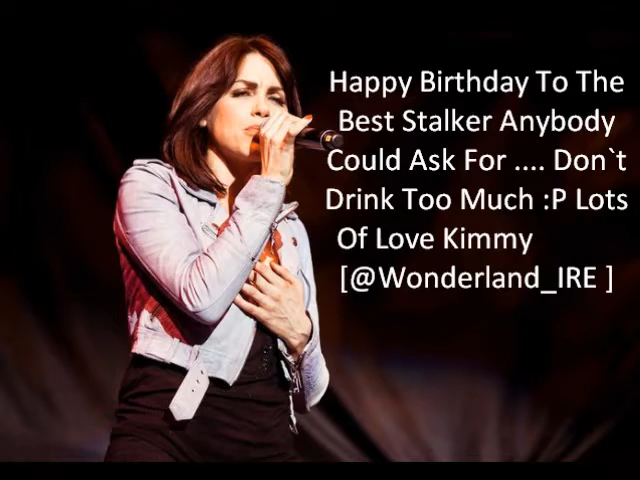 Happy Birthday To The
Best Stalker Anybody
Could Ask For .... Don`t
Drink Too Much :P Lots
Of Love Kimmy
[@Wonderland_IRE ]